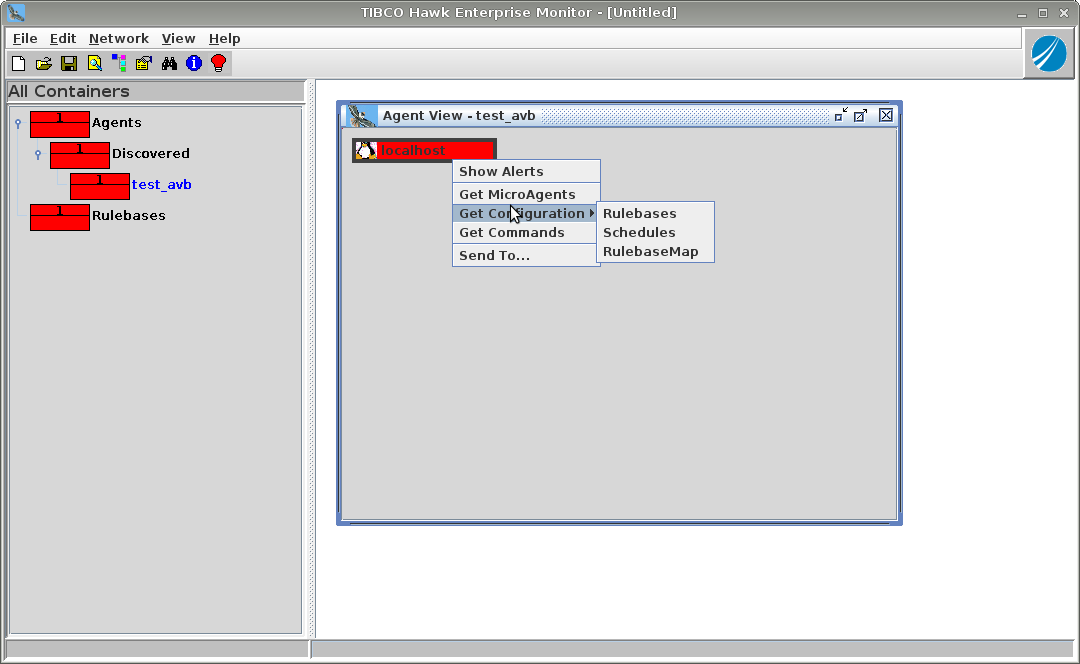 TIBCO Hawk Enterprise Monitor - [Untitled]
File Edit Network View Help
All Containers
1 Agents
1 Discovered
1 test_avb
1 Rulebases
Agent View - test_avb
localhost
Show Alerts
Get MicroAgents
Get Configuration
Get Commands
Send To...
Rulebases
Schedules
RulebaseMap